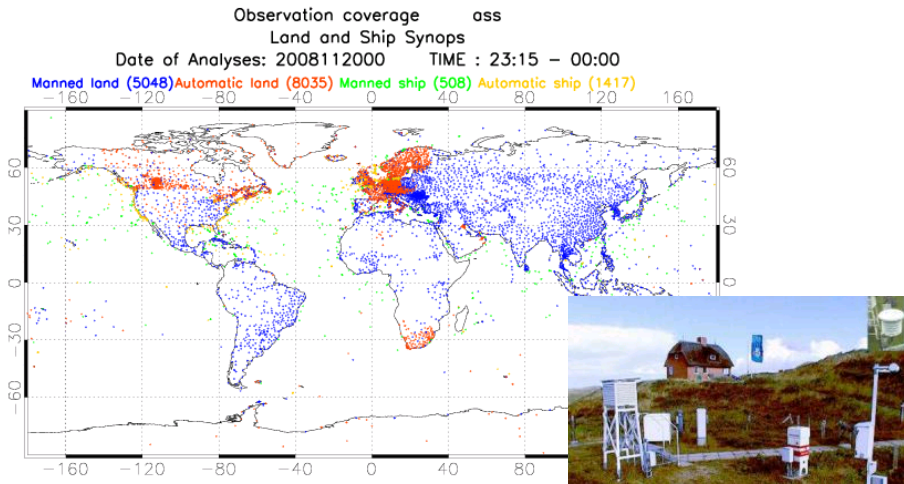 Observation coverage ass
Land and Ship Synops
Date of Analyses: 2008112000 TIME : 23:15 - 00:00
Manned land (5048) Automatic land (8035) Manned ship (508) Automatic ship (1417)
-160 -120 -80 -40 0 40 80 120 160
60 60
30 30
0 0
-30
-60
-160 -120 -80 -40 0 40 80